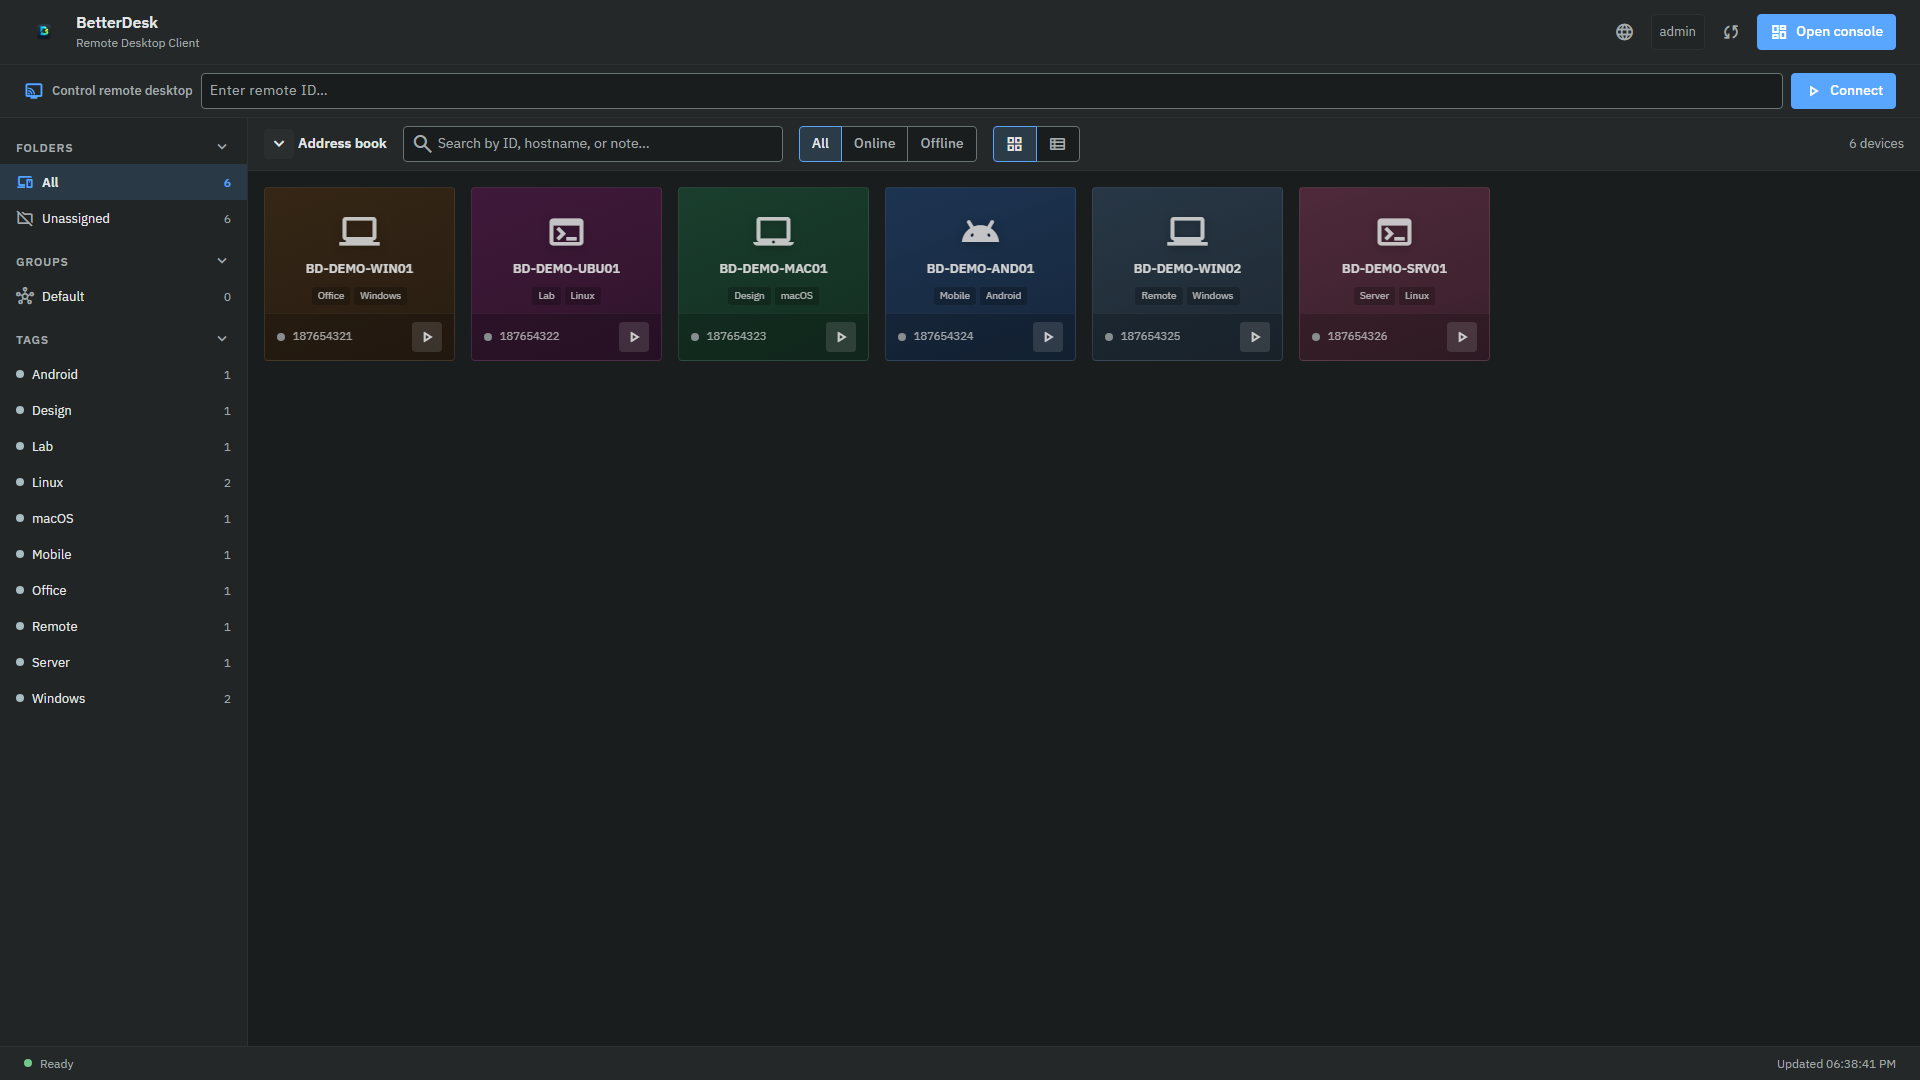 BetterDesk
Remote Desktop Client
admin
Open console
Control remote desktop
Enter remote ID...
Connect
FOLDERS
All 6
Unassigned 6
GROUPS
Default 0
TAGS
Android 1
Design 1
Lab 1
Linux 2
macOS 1
Mobile 1
Office 1
Remote 1
Server 1
Windows 2
Address book
Search by ID, hostname, or note...
All
Online
Offline
6 devices
BD-DEMO-WIN01
Office Windows
187654321
BD-DEMO-UBU01
Lab Linux
187654322
BD-DEMO-MAC01
Design macOS
187654323
BD-DEMO-AND01
Mobile Android
187654324
BD-DEMO-WIN02
Remote Windows
187654325
BD-DEMO-SRV01
Server Linux
187654326
Ready
Updated 06:38:41 PM